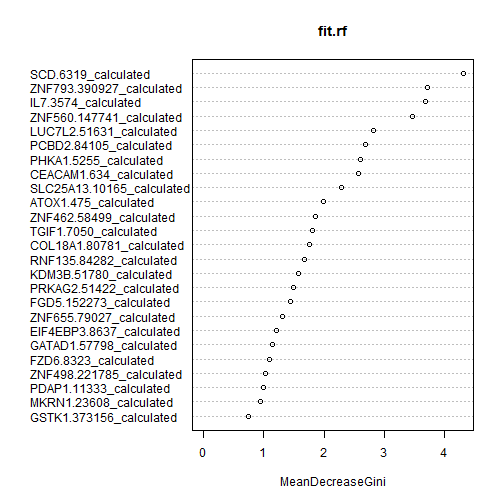 fit.rf
SCD.6319_calculated
ZNF793.390927_calculated
IL7.3574_calculated
ZNF560.147741_calculated
LUC7L2.51631_calculated
PCBD2.84105_calculated
PHKA1.5255_calculated
CEACAM1.634_calculated
SLC25A13.10165_calculated
ATOX1.475_calculated
ZNF462.58499_calculated
TGIF1.7050_calculated
COL18A1.80781_calculated
RNF135.84282_calculated
KDM3B.51780_calculated
PRKAG2.51422_calculated
FGD5.152273_calculated
ZNF655.79027_calculated
EIF4EBP3.8637_calculated
GATAD1.57798_calculated
FZD6.8323_calculated
ZNF498.221785_calculated
PDAP1.11333_calculated
MKRN1.23608_calculated
GSTK1.373156_calculated
0 1 2 3 4
MeanDecreaseGini